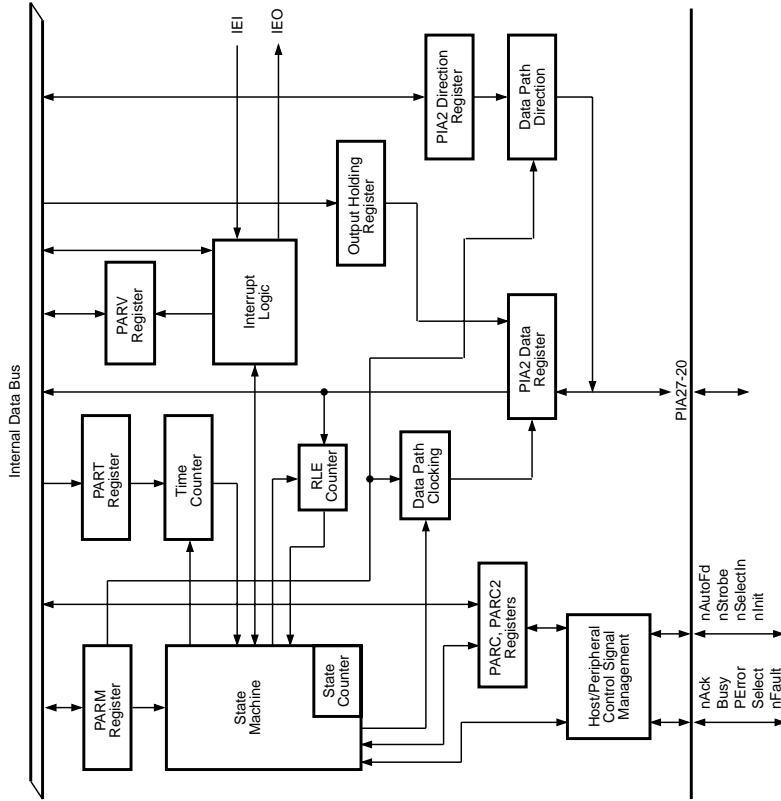 Internal Data Bus
IEI
IEO
PARM
Register
PART
Register
PARV
Register
Time
Counter
Interrupt
Logic
Output Holding
Register
PIA2 Direction
Register
Data Path
Direction
State
Machine
State
Counter
RLE
Counter
Data Path
Clocking
PIA2 Data
Register
PARC, PARC2
Registers
Host/Peripheral
Control Signal
Management
PIA27-20
nAck
Busy
PError
Select
nFault
nAutoFd
nStrobe
nSelectIn
nInit